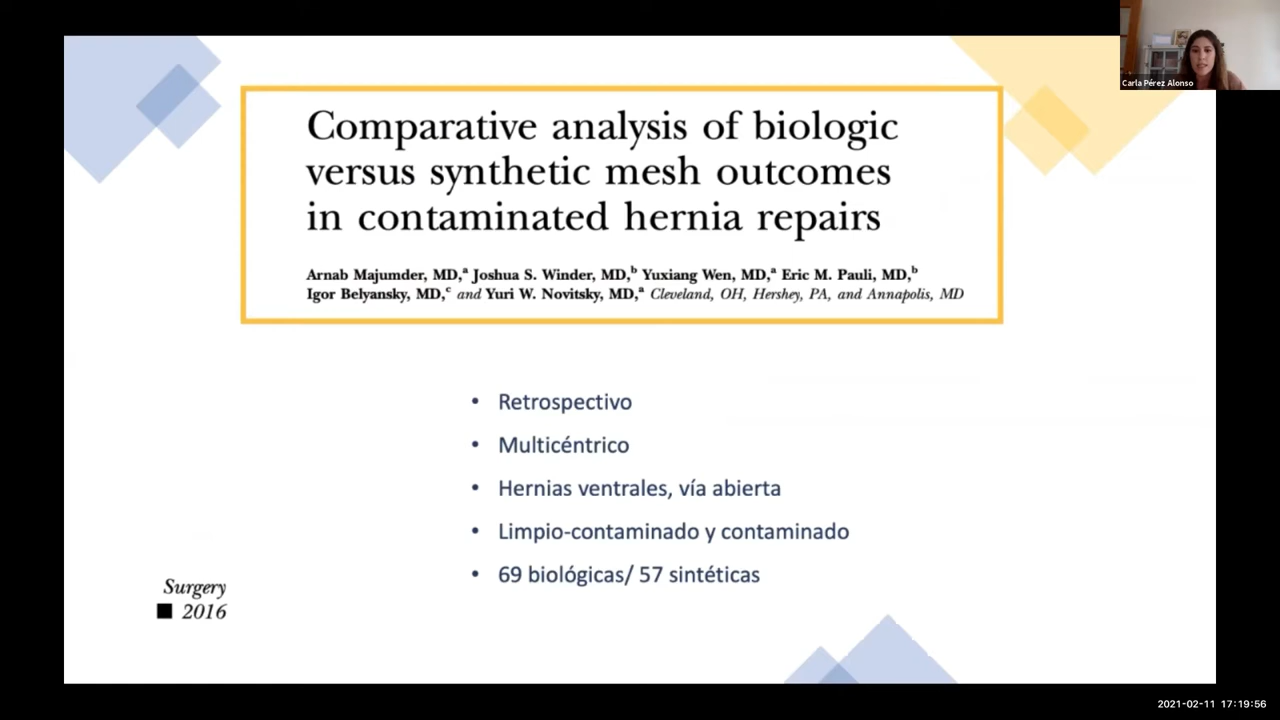 Carla Pérez Alonso
Comparative analysis of biologic
versus synthetic mesh outcomes
in contaminated hernia repairs
Arnab Majumder, MD,ᵃ Joshua S. Winder, MD,ᵇ Yuxiang Wen, MD,ᵃ Eric M. Pauli, MD,ᵇ
Igor Belyansky, MD,ᶜ and Yuri W. Novitsky, MD,ᵃ Cleveland, OH, Hershey, PA, and Annapolis, MD
• Retrospectivo
• Multicéntrico
• Hernias ventrales, vía abierta
• Limpio-contaminado y contaminado
• 69 biológicas/ 57 sintéticas
Surgery
■ 2016
2021-02-11 17:19:56